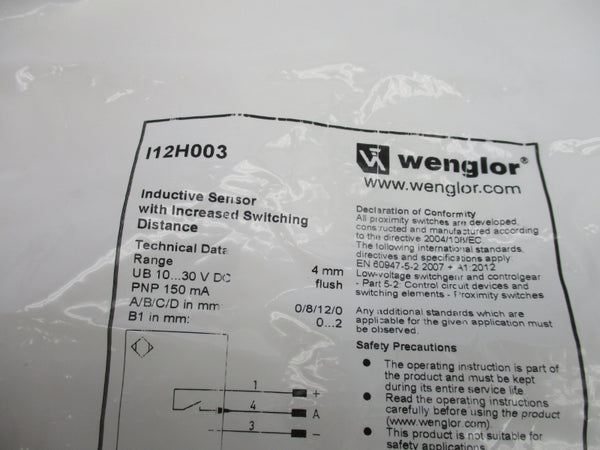 I12H003
wenglor®
www.wenglor.com
Inductive Sensor
with Increased Switching
Distance
Technical Data
Range 4 mm
UB 10...30 V DC flush
PNP 150 mA
A/B/C/D in mm 0/8/12/0
B1 in mm: 0...2
1 +
4 A
3 –
Declaration of Conformity
All proximity switches are developed,
constructed and manufactured according
to the directive 2004/108/EC.
The following international standards,
directives and specifications apply:
EN 60947-5-2:2007 + A1:2012
Low-voltage switchgear and controlgear
- Part 5-2: Control circuit devices and
switching elements - Proximity switches
Any additional standards which are
applicable for the given application must
be observed.
Safety Precautions
● The operating instruction is part of
the product and must be kept
during its entire service life
● Read the operating instructions
carefully before using the product
(www.wenglor.com)
● This product is not suitable for
safety applications